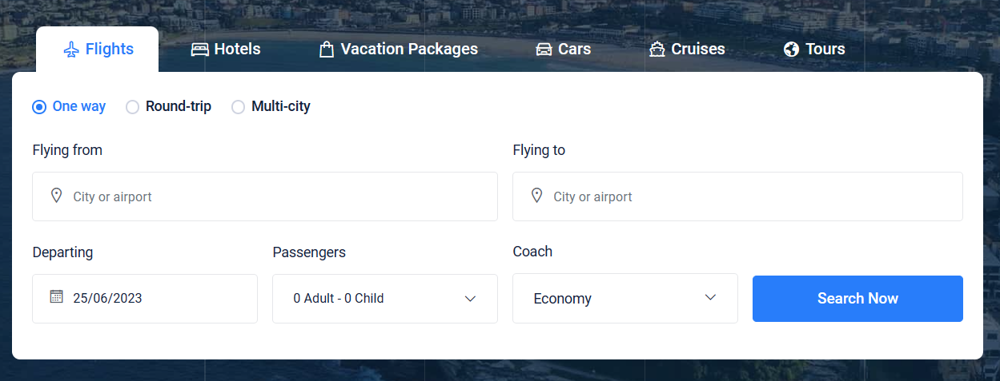 Flights Hotels Vacation Packages Cars Cruises Tours
One way Round-trip Multi-city
Flying from Flying to
City or airport City or airport
Departing Passengers Coach
25/06/2023 0 Adult - 0 Child Economy Search Now